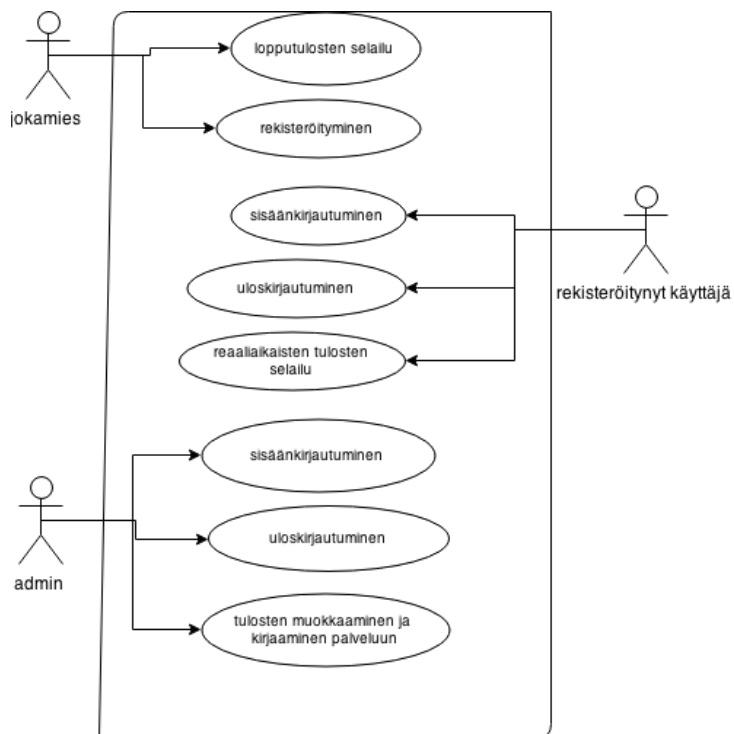 lopputulosten selailu
jokamies
rekisteröityminen
sisäänkirjautuminen
uloskirjautuminen
rekisteröitynyt käyttäjä
reaaliaikaisten tulosten
selailu
sisäänkirjautuminen
uloskirjautuminen
admin
tulosten muokkaaminen ja
kirjaaminen palveluun